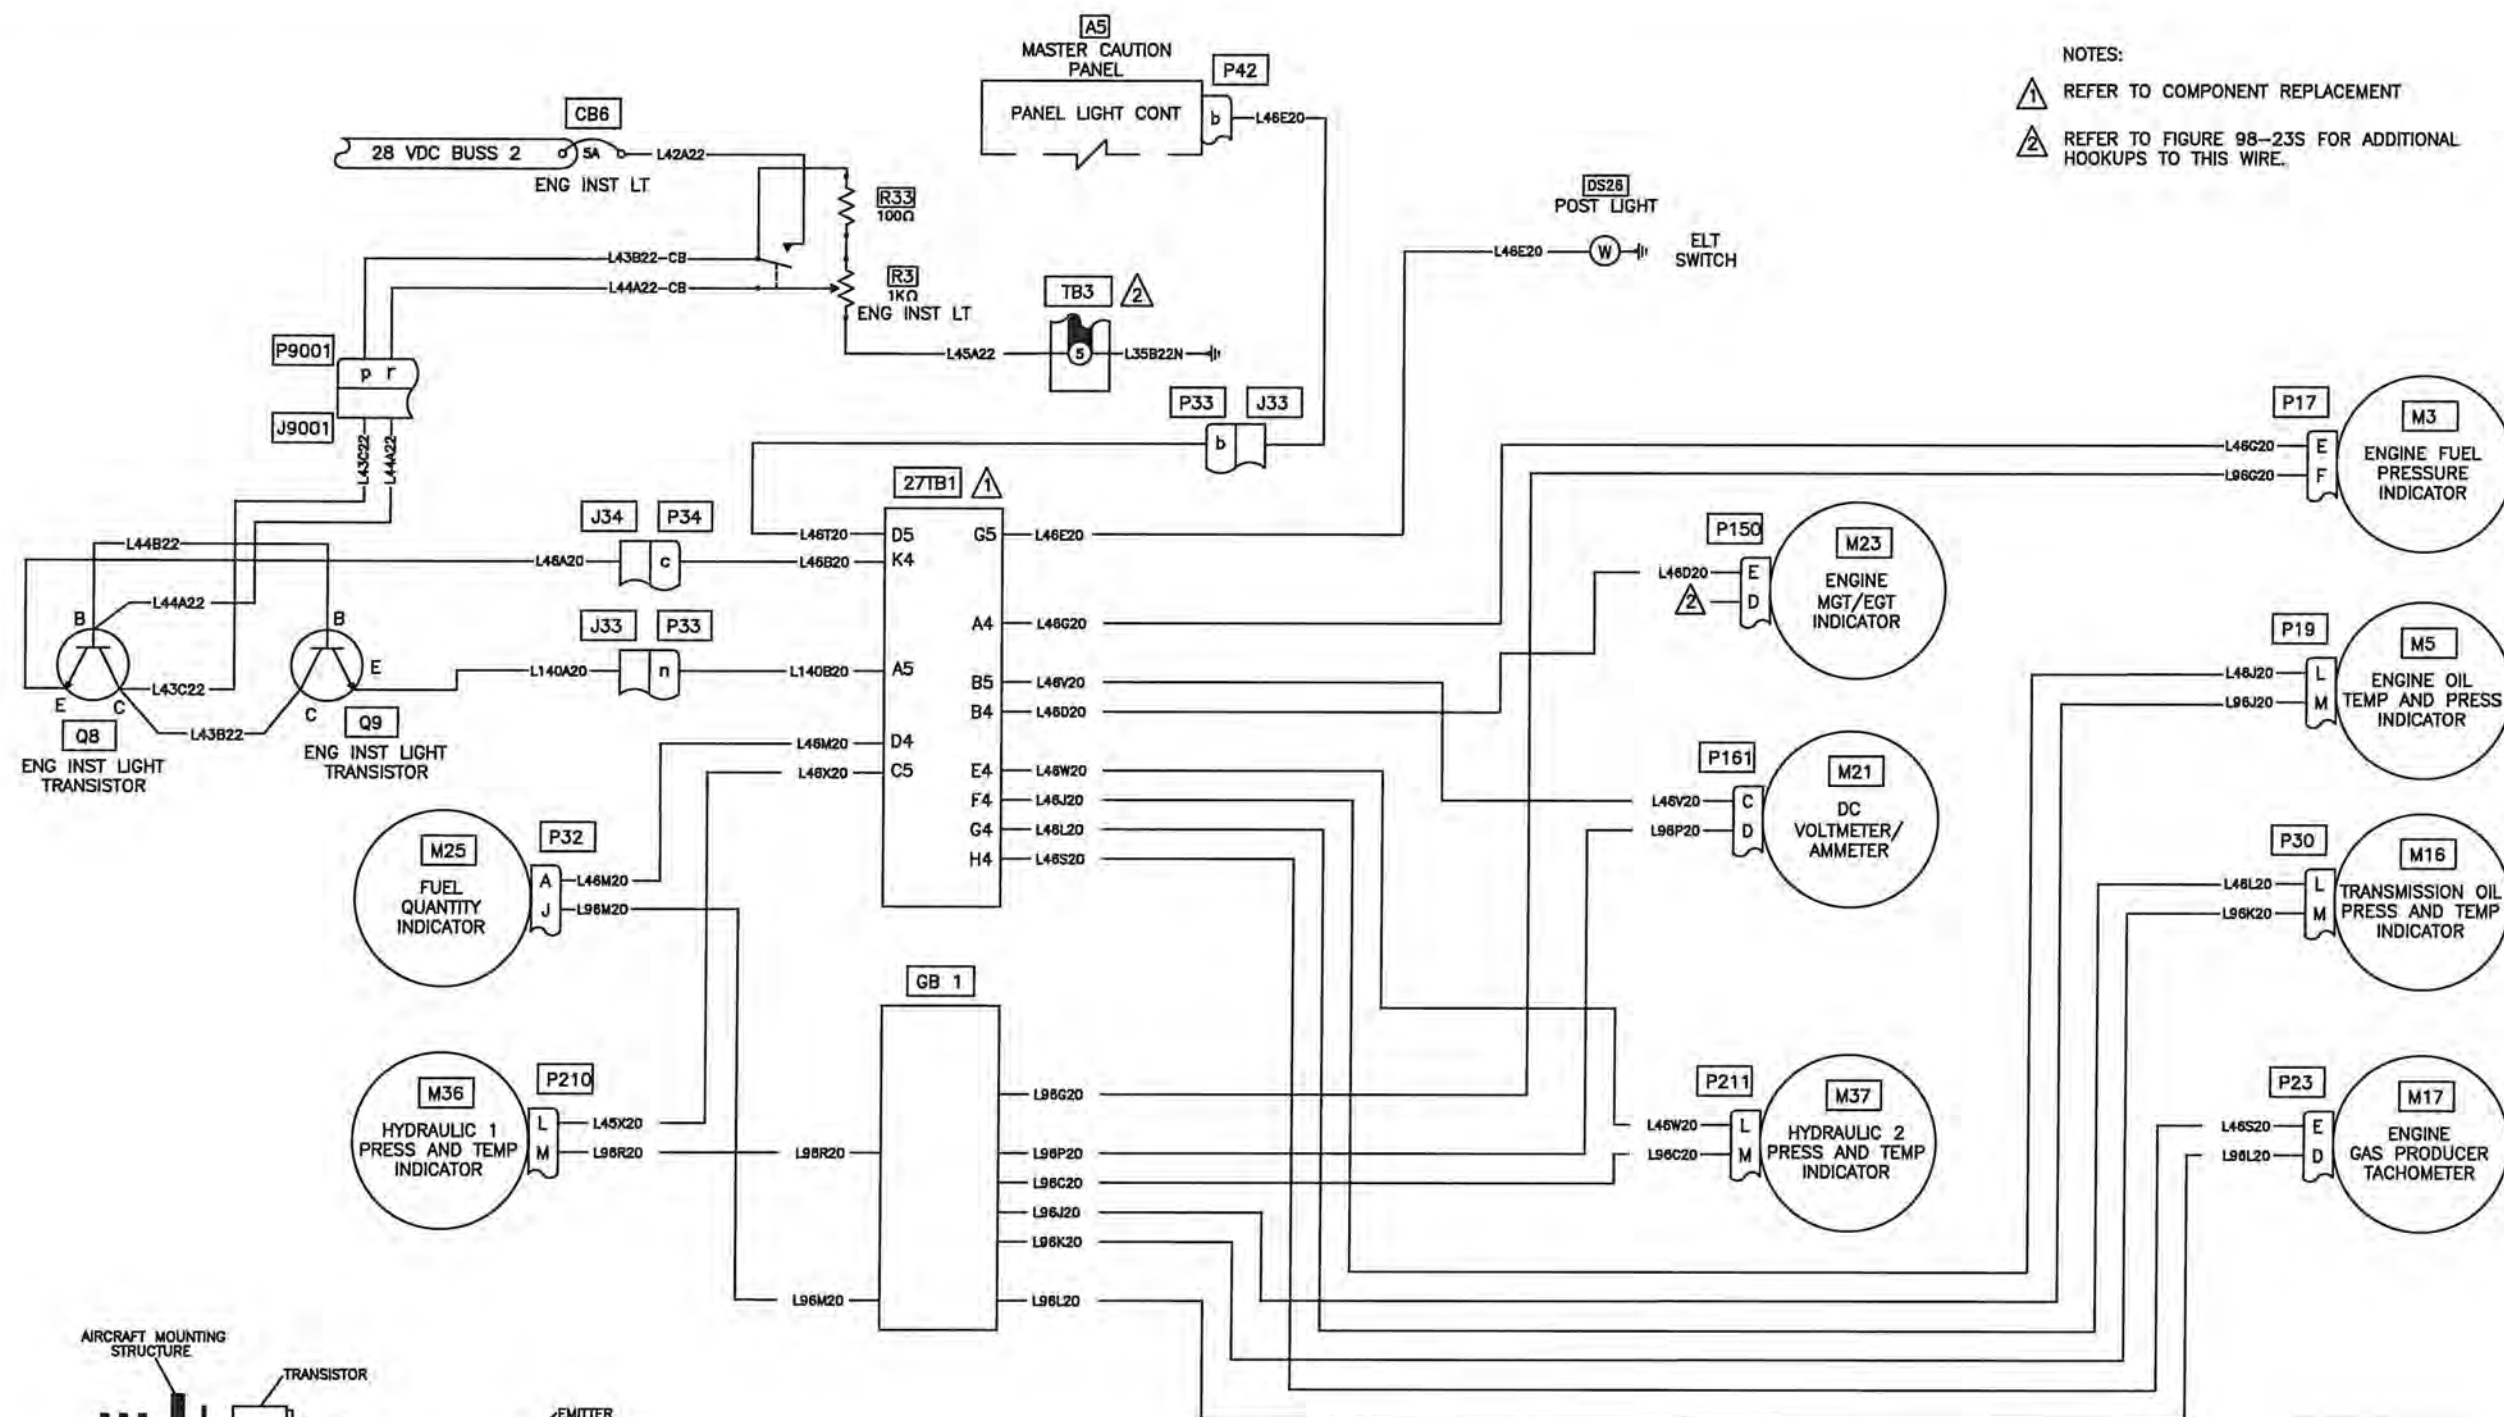 A5
MASTER CAUTION
PANEL
P42
PANEL LIGHT CONT
b
L46E20
NOTES:
1 REFER TO COMPONENT REPLACEMENT
2 REFER TO FIGURE 98-23S FOR ADDITIONAL
HOOKUPS TO THIS WIRE.
CB6
28 VDC BUSS 2
5A
L42A22
ENG INST LT
R33
100Ω
L43B22-CB
L44A22-CB
R3
1KΩ
ENG INST LT
TB3
2
L45A22
5
L35B22N
DS26
POST LIGHT
L46E20
W
ELT
SWITCH
P9001
p r
J9001
L43C22
L44A22
P33
J33
b
27TB1
1
J34
P34
L46A20
c
L46B20
L46T20
D5
K4
G5
L46E20
L44B22
L44A22
B
B
J33
P33
L140A20
n
L140B20
A5
A4
L46G20
B5
L46V20
B4
L46D20
E
C
L43C22
E
C
L43B22
Q8
ENG INST LIGHT
TRANSISTOR
Q9
ENG INST LIGHT
TRANSISTOR
L46M20
D4
L46X20
C5
E4
L46W20
F4
L46J20
G4
L46L20
H4
L46S20
P17
M3
L46G20
E
L96G20
F
ENGINE FUEL
PRESSURE
INDICATOR
P150
M23
L46D20
E
2
D
ENGINE
MGT/EGT
INDICATOR
P19
M5
L46J20
L
L96J20
M
ENGINE OIL
TEMP AND PRESS
INDICATOR
P161
M21
L46V20
C
L96P20
D
DC
VOLTMETER/
AMMETER
P30
M16
L46L20
L
L96K20
M
TRANSMISSION OIL
PRESS AND TEMP
INDICATOR
M25
P32
FUEL
QUANTITY
INDICATOR
A
L46M20
J
L96M20
GB 1
M36
P210
HYDRAULIC 1
PRESS AND TEMP
INDICATOR
L
L45X20
M
L96R20
L96R20
L96M20
L96G20
L96P20
L96C20
L96J20
L96K20
L96L20
P211
M37
L46W20
L
L96C20
M
HYDRAULIC 2
PRESS AND TEMP
INDICATOR
P23
M17
L46S20
E
L96L20
D
ENGINE
GAS PRODUCER
TACHOMETER
AIRCRAFT MOUNTING
STRUCTURE
TRANSISTOR
EMITTER